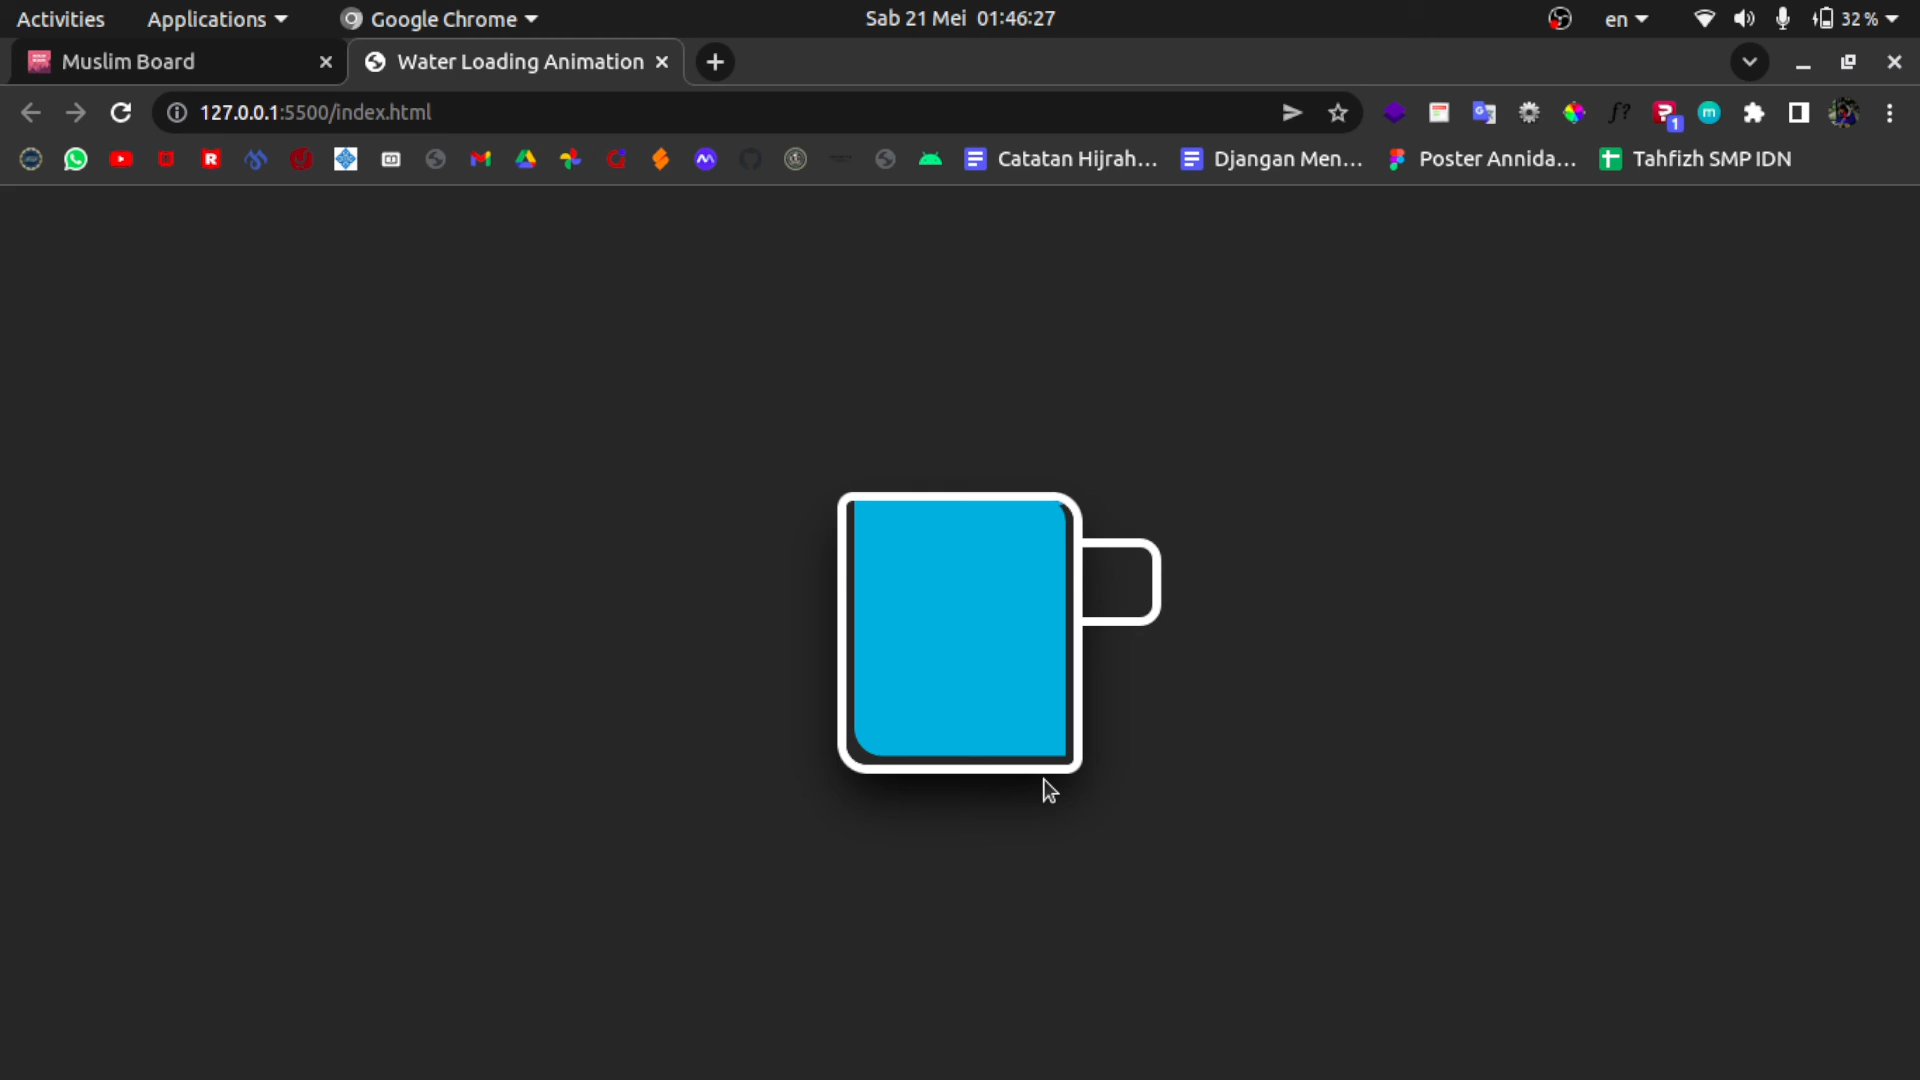 Activities Applications Google Chrome Sab 21 Mei 01:46:27 en 32 %
Muslim Board Water Loading Animation
127.0.0.1:5500/index.html f? 1 m
Catatan Hijrah... Djangan Men... Poster Annida... Tahfizh SMP IDN